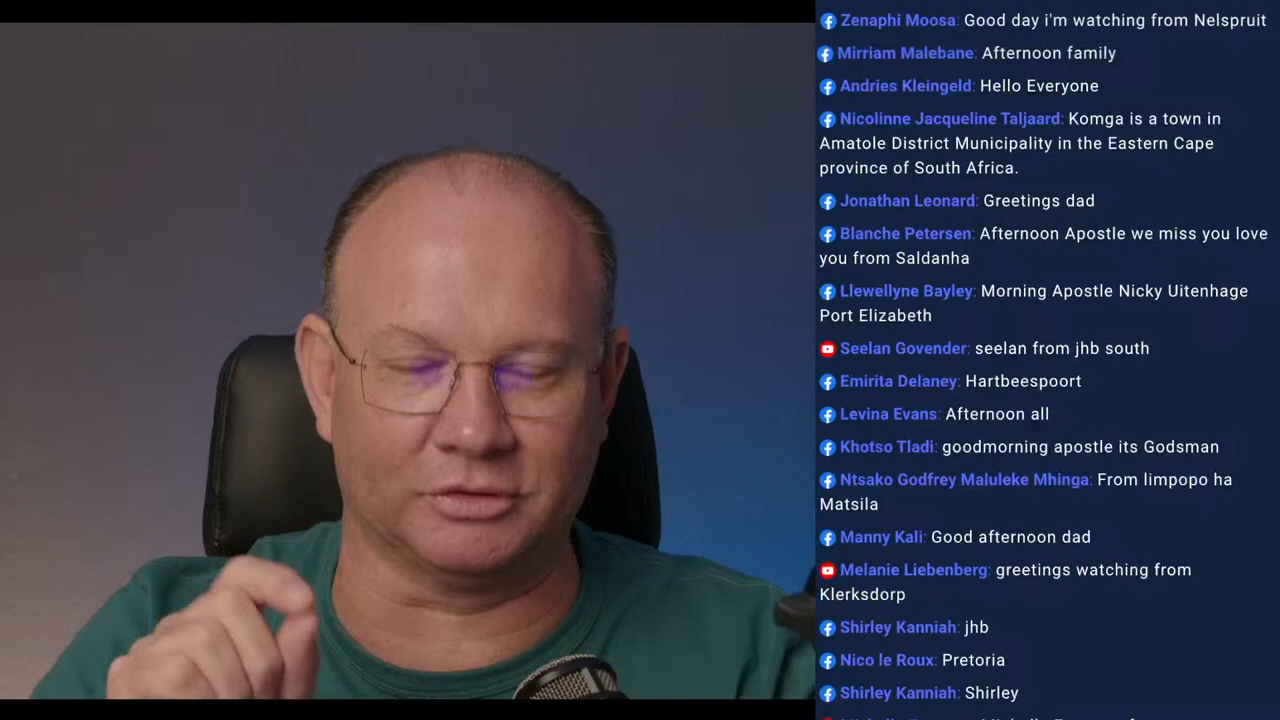 Zenaphi Moosa: Good day i'm watching from Nelspruit
Mirriam Malebane: Afternoon family
Andries Kleingeld: Hello Everyone
Nicolinne Jacqueline Taljaard: Komga is a town in
Amatole District Municipality in the Eastern Cape
province of South Africa.
Jonathan Leonard: Greetings dad
Blanche Petersen: Afternoon Apostle we miss you love
you from Saldanha
Llewellyne Bayley: Morning Apostle Nicky Uitenhage
Port Elizabeth
Seelan Govender: seelan from jhb south
Emirita Delaney: Hartbeespoort
Levina Evans: Afternoon all
Khotso Tladi: goodmorning apostle its Godsman
Ntsako Godfrey Maluleke Mhinga: From limpopo ha
Matsila
Manny Kali: Good afternoon dad
Melanie Liebenberg: greetings watching from
Klerksdorp
Shirley Kanniah: jhb
Nico le Roux: Pretoria
Shirley Kanniah: Shirley